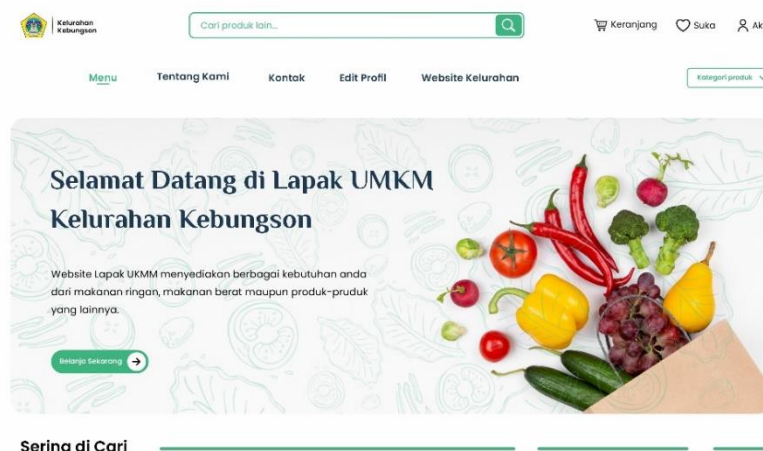 Kelurahan
Kebungson
Cari produk lain...
Keranjang
Suka
Ak
Menu
Tentang Kami
Kontak
Edit Profil
Website Kelurahan
Kategori produk
Selamat Datang di Lapak UMKM
Kelurahan Kebungson
Website Lapak UKMM menyediakan berbagai kebutuhan anda
dari makanan ringan, makanan berat maupun produk-pruduk
yang lainnya.
Belanja Sekarang
Sering di Cari